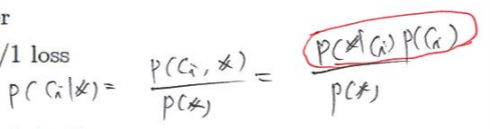 r
/1 loss
P(Ci|x) = P(Ci, x) / P(x) = P(x|Ci) P(Ci) / P(x)